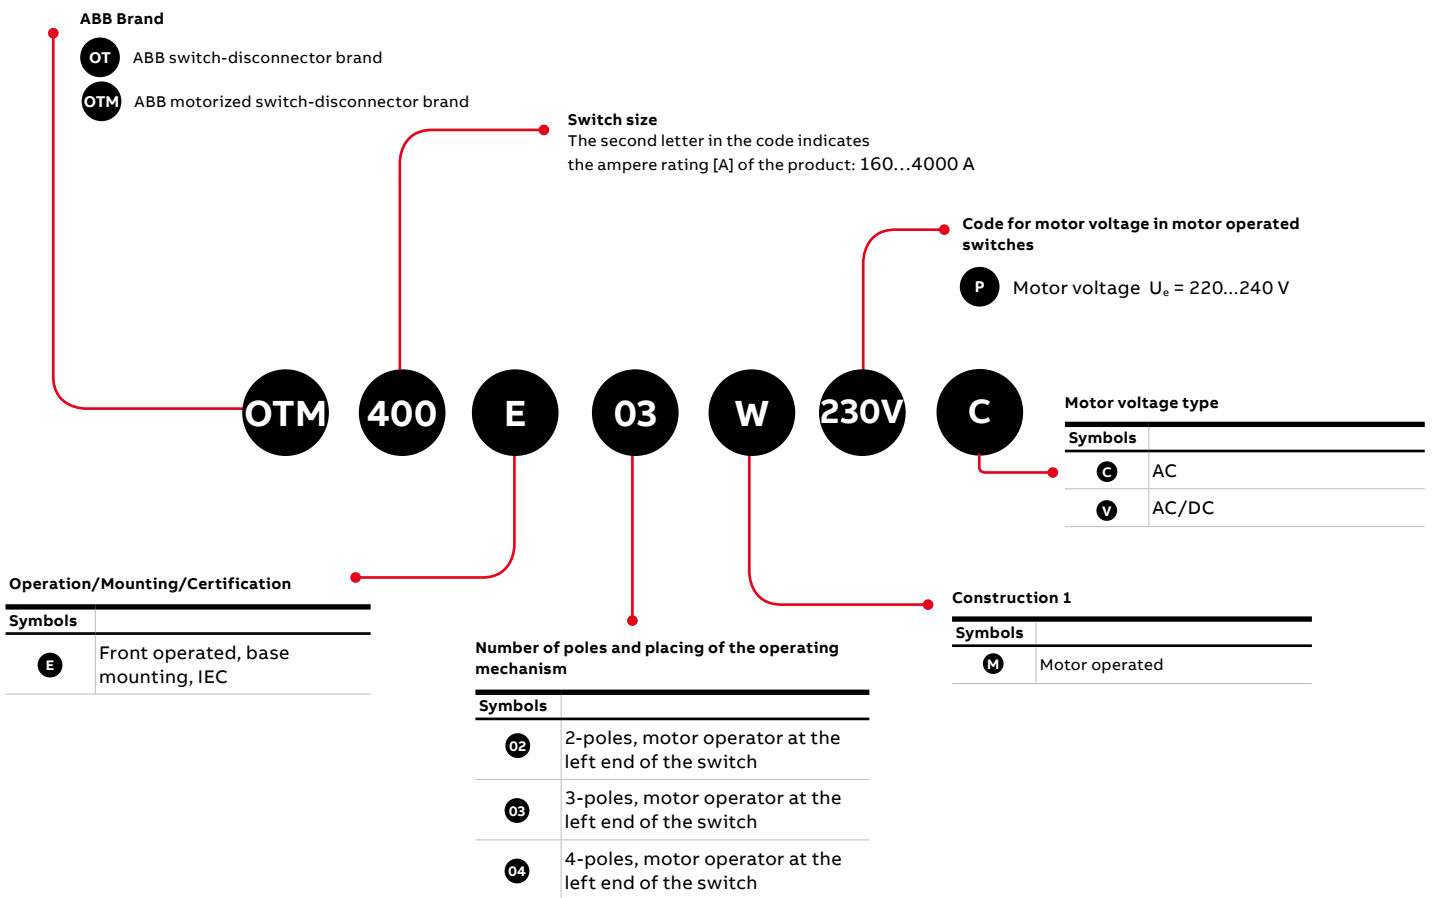 ABB Brand
OT ABB switch-disconnector brand
OTM ABB motorized switch-disconnector brand
Switch size
The second letter in the code indicates
the ampere rating [A] of the product: 160...4000 A
Code for motor voltage in motor operated
switches
P Motor voltage Uₑ = 220...240 V
OTM 400 E 03 W 230V C
Motor voltage type
Symbols
C AC
V AC/DC
Operation/Mounting/Certification
Symbols
E Front operated, base
mounting, IEC
Number of poles and placing of the operating
mechanism
Symbols
02 2-poles, motor operator at the
left end of the switch
03 3-poles, motor operator at the
left end of the switch
04 4-poles, motor operator at the
left end of the switch
Construction 1
Symbols
M Motor operated